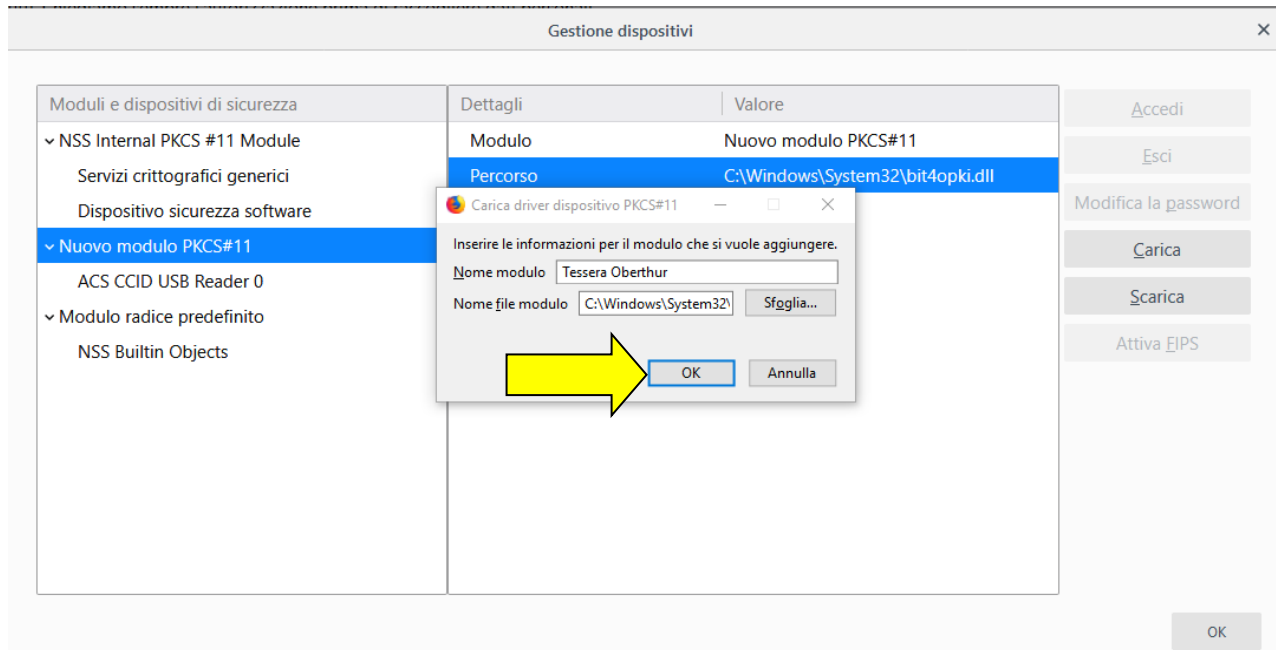 Gestione dispositivi
Moduli e dispositivi di sicurezza
Dettagli
Valore
Accedi
NSS Internal PKCS #11 Module
Modulo
Nuovo modulo PKCS#11
Esci
Servizi crittografici generici
Percorso
C:\Windows\System32\bit4opki.dll
Modifica la password
Dispositivo sicurezza software
Nuovo modulo PKCS#11
Carica
ACS CCID USB Reader 0
Scarica
Modulo radice predefinito
NSS Builtin Objects
Attiva FIPS
Carica driver dispositivo PKCS#11
Inserire le informazioni per il modulo che si vuole aggiungere.
Nome modulo Tessera Oberthur
Nome file modulo C:\Windows\System32\ Sfoglia...
OK Annulla
OK